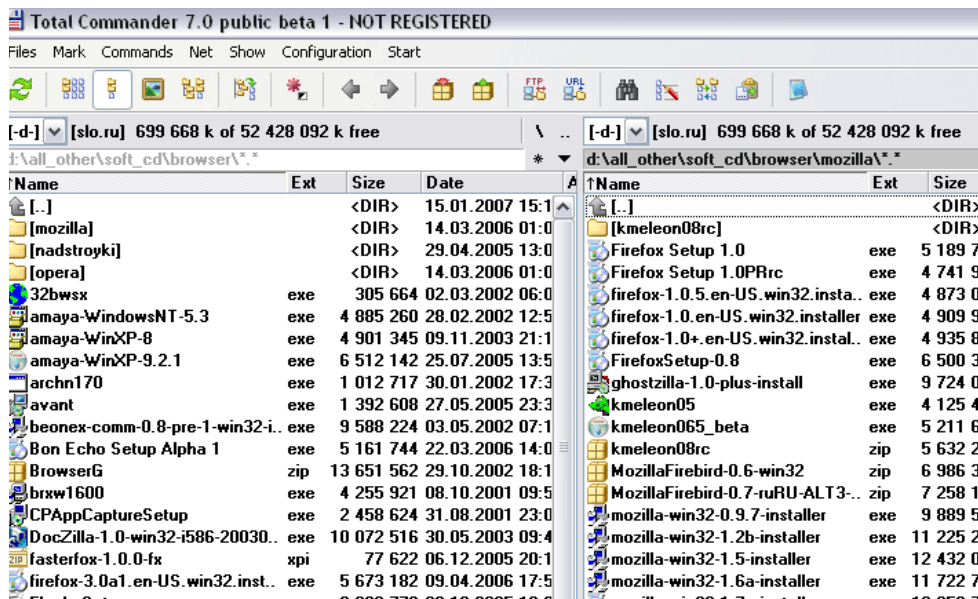 Total Commander 7.0 public beta 1 - NOT REGISTERED
Files Mark Commands Net Show Configuration Start
FTP URL
[-d-] [slo.ru] 699 668 k of 52 428 092 k free \ ..
d:\all_other\soft_cd\browser\*.* * ▼
↑Name Ext Size Date A
[..] <DIR> 15.01.2007 15:1
[mozilla] <DIR> 14.03.2006 01:0
[nadstroyki] <DIR> 29.04.2005 13:0
[opera] <DIR> 14.03.2006 01:0
32bwsx exe 305 664 02.03.2002 06:0
amaya-WindowsNT-5.3 exe 4 885 260 28.02.2002 12:5
amaya-WinXP-8 exe 4 901 345 09.11.2003 21:1
amaya-WinXP-9.2.1 exe 6 512 142 25.07.2005 13:5
archn170 exe 1 012 717 30.01.2002 17:3
avant exe 1 392 608 27.05.2005 23:3
beonex-comm-0.8-pre-1-win32-i.. exe 9 588 224 03.05.2002 07:1
Bon Echo Setup Alpha 1 exe 5 161 744 22.03.2006 14:0
BrowserG zip 13 651 562 29.10.2002 18:1
brxw1600 exe 4 255 921 08.10.2001 09:5
CPAppCaptureSetup exe 2 458 624 31.08.2001 23:0
DocZilla-1.0-win32-i586-20030.. exe 10 072 516 30.05.2003 09:4
fasterfox-1.0.0-fx xpi 77 622 06.12.2005 20:1
firefox-3.0a1.en-US.win32.inst.. exe 5 673 182 09.04.2006 17:5
[-d-] [slo.ru] 699 668 k of 52 428 092 k free
d:\all_other\soft_cd\browser\mozilla\*.*
↑Name Ext Size
[..] <DIR>
[kmeleon08rc] <DIR>
Firefox Setup 1.0 exe 5 189 7
Firefox Setup 1.0PRrc exe 4 741 9
firefox-1.0.5.en-US.win32.insta.. exe 4 873 0
firefox-1.0.en-US.win32.installer exe 4 909 9
firefox-1.0+.en-US.win32.instal.. exe 4 935 8
FirefoxSetup-0.8 exe 6 500 3
ghostzilla-1.0-plus-install exe 9 724 0
kmeleon05 exe 4 125 4
kmeleon065_beta exe 5 211 6
kmeleon08rc zip 5 632 2
MozillaFirebird-0.6-win32 zip 6 986 3
MozillaFirebird-0.7-ruRU-ALT3-.. zip 7 258 1
mozilla-win32-0.9.7-installer exe 9 889 5
mozilla-win32-1.2b-installer exe 11 225 2
mozilla-win32-1.5-installer exe 12 432 0
mozilla-win32-1.6a-installer exe 11 722 7